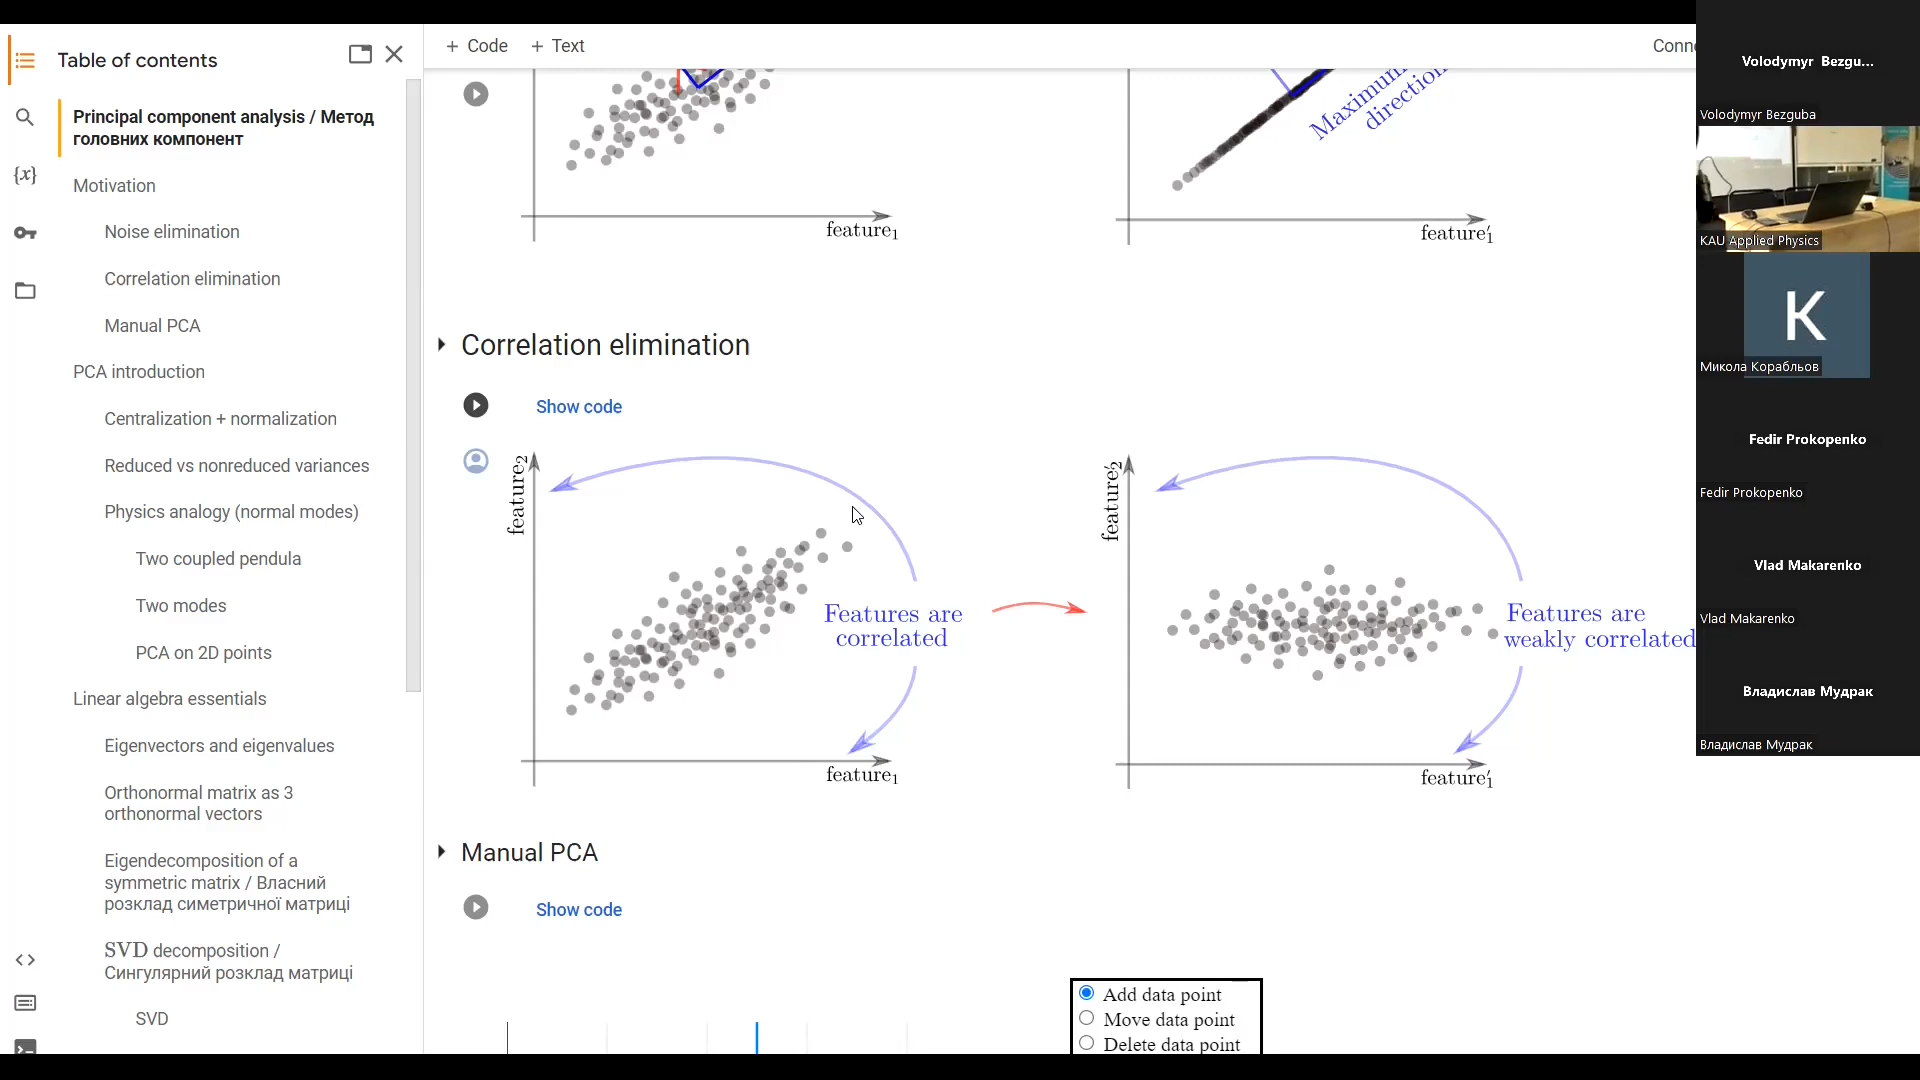 Table of contents
Principal component analysis / Метод
головних компонент
Motivation
Noise elimination
Correlation elimination
Manual PCA
PCA introduction
Centralization + normalization
Reduced vs nonreduced variances
Physics analogy (normal modes)
Two coupled pendula
Two modes
PCA on 2D points
Linear algebra essentials
Eigenvectors and eigenvalues
Orthonormal matrix as 3
orthonormal vectors
Eigendecomposition of a
symmetric matrix / Власний
розклад симетричної матриці
SVD decomposition /
Сингулярний розклад матриці
SVD
{x}
+ Code + Text
Conne
feature₁
Maximum
direction
feature′₁
Correlation elimination
Show code
feature₂
Features are
correlated
feature₁
feature′₂
Features are
weakly correlated
feature′₁
Manual PCA
Show code
Add data point
Move data point
Delete data point
Volodymyr Bezgu...
Volodymyr Bezguba
KAU Applied Physics
K
Микола Корабльов
Fedir Prokopenko
Fedir Prokopenko
Vlad Makarenko
Vlad Makarenko
Владислав Мудрак
Владислав Мудрак